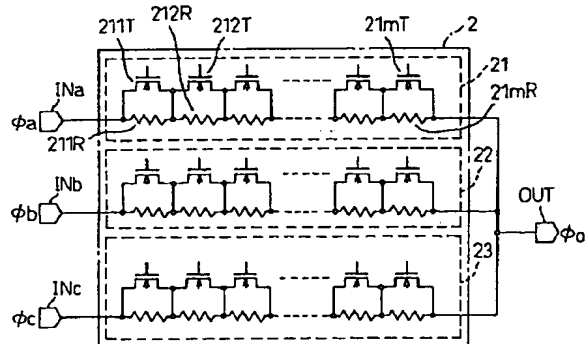 211T
212R
212T
21mT
2
21
INa
ϕa
211R
21mR
INb
22
ϕb
OUT
ϕo
INc
23
ϕc